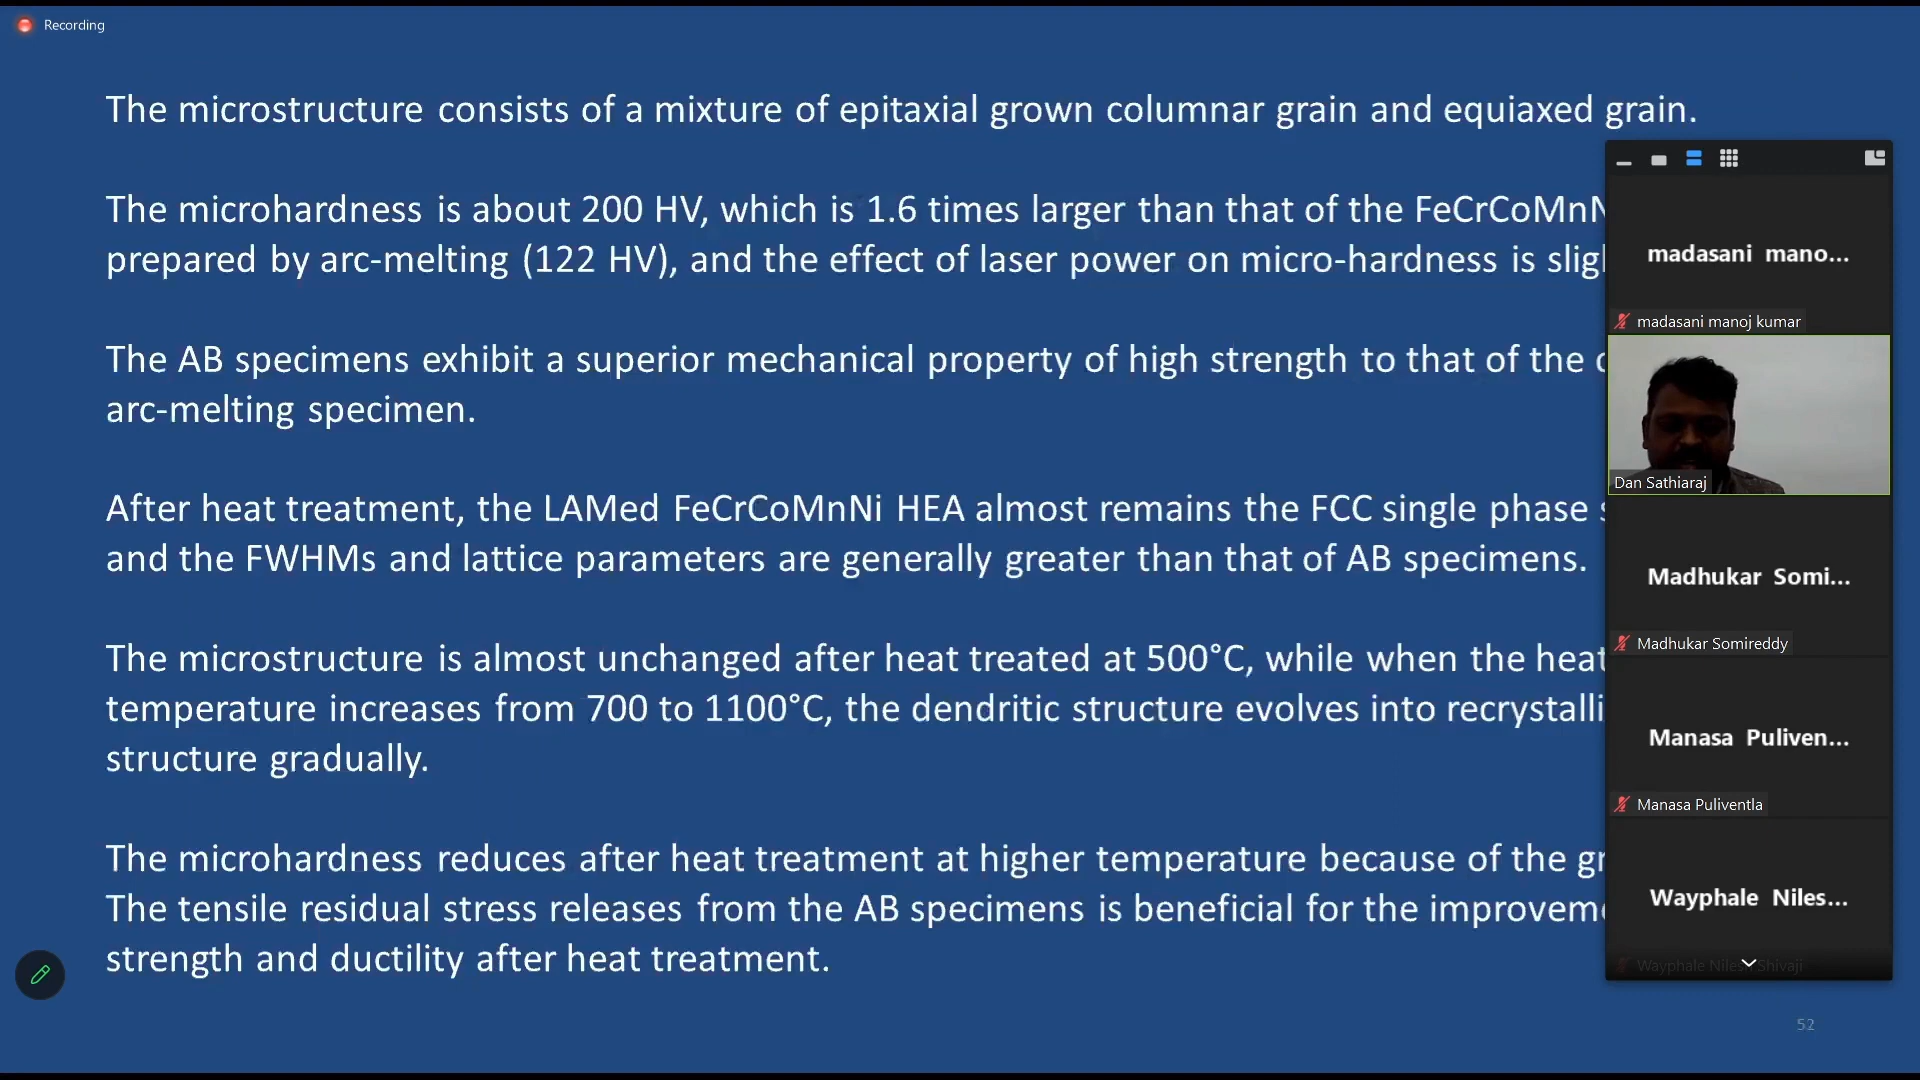 Recording
The microstructure consists of a mixture of epitaxial grown columnar grain and equiaxed grain.
The microhardness is about 200 HV, which is 1.6 times larger than that of the
prepared by arc-melting (122 HV), and the effect of laser power on micro-hardness is
The AB specimens exhibit a superior mechanical property of high strength to that of the
arc-melting specimen.
After heat treatment, the LAMed FeCrCoMnNi HEA almost remains the FCC single phase
and the FWHMs and lattice parameters are generally greater than that of AB specimens.
The microstructure is almost unchanged after heat treated at 500°C, while when the heat
temperature increases from 700 to 1100°C, the dendritic structure evolves into
structure gradually.
The microhardness reduces after heat treatment at higher temperature because of the
The tensile residual stress releases from the AB specimens is beneficial for the
strength and ductility after heat treatment.
52
madasani mano...
madasani manoj kumar
Dan Sathiaraj
Madhukar Somi...
Madhukar Somireddy
Manasa Puliven...
Manasa Puliventla
Wayphale Niles...
Wayphale Nilesh Shivaji